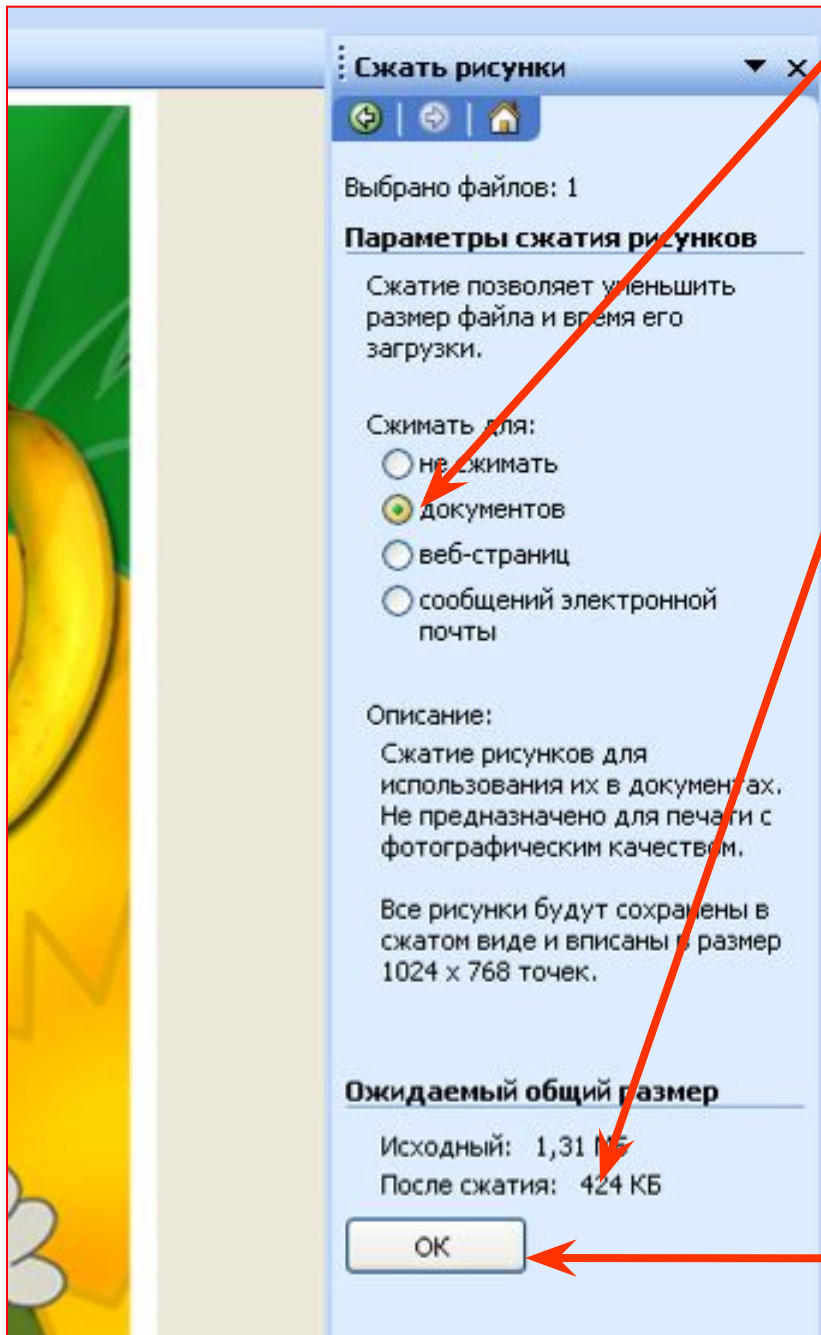 Сжать рисунки
Выбрано файлов: 1
Параметры сжатия рисунков
Сжатие позволяет уменьшить
размер файла и время его
загрузки.
Сжимать для:
не сжимать
документов
веб-страниц
сообщений электронной
почты
Описание:
Сжатие рисунков для
использования их в документах.
Не предназначено для печати с
фотографическим качеством.
Все рисунки будут сохранены в
сжатом виде и вписаны в размер
1024 x 768 точек.
Ожидаемый общий размер
Исходный: 1,31 МБ
После сжатия: 424 КБ
ОК